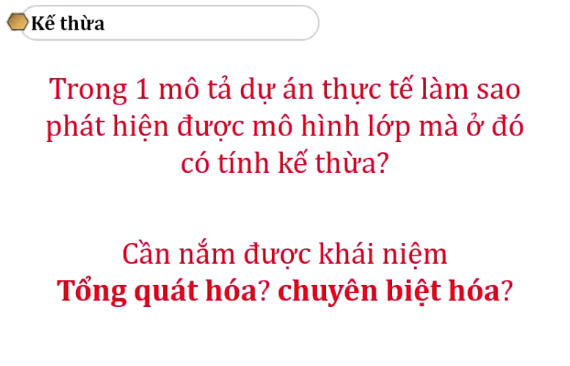 Kế thừa
Trong 1 mô tả dự án thực tế làm sao
phát hiện được mô hình lớp mà ở đó
có tính kế thừa?
Cần nắm được khái niệm
Tổng quát hóa? chuyên biệt hóa?